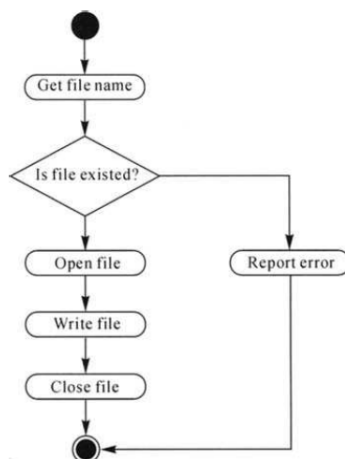 Get file name
Is file existed?
Open file
Report error
Write file
Close file